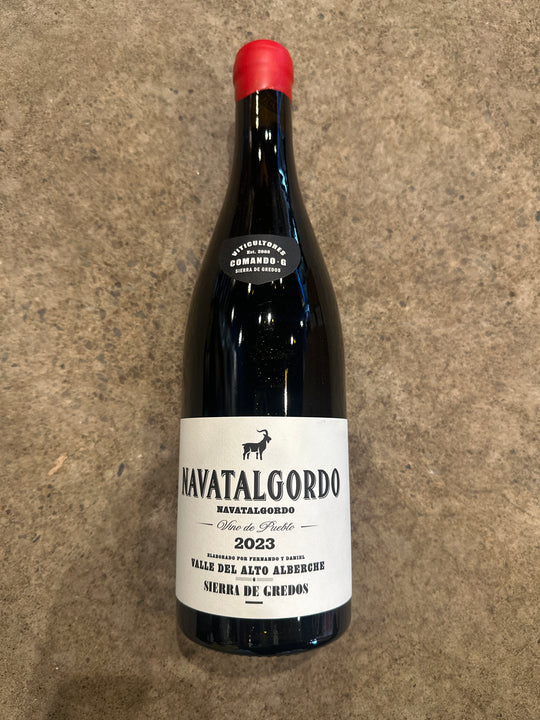 VITICULTORES
Est. 2008
COMANDO · G
SIERRA DE GREDOS
NAVATALGORDO
NAVATALGORDO
Vino de Pueblo
2023
ELABORADO POR FERNANDO Y DANIEL
VALLE DEL ALTO ALBERCHE
SIERRA DE GREDOS